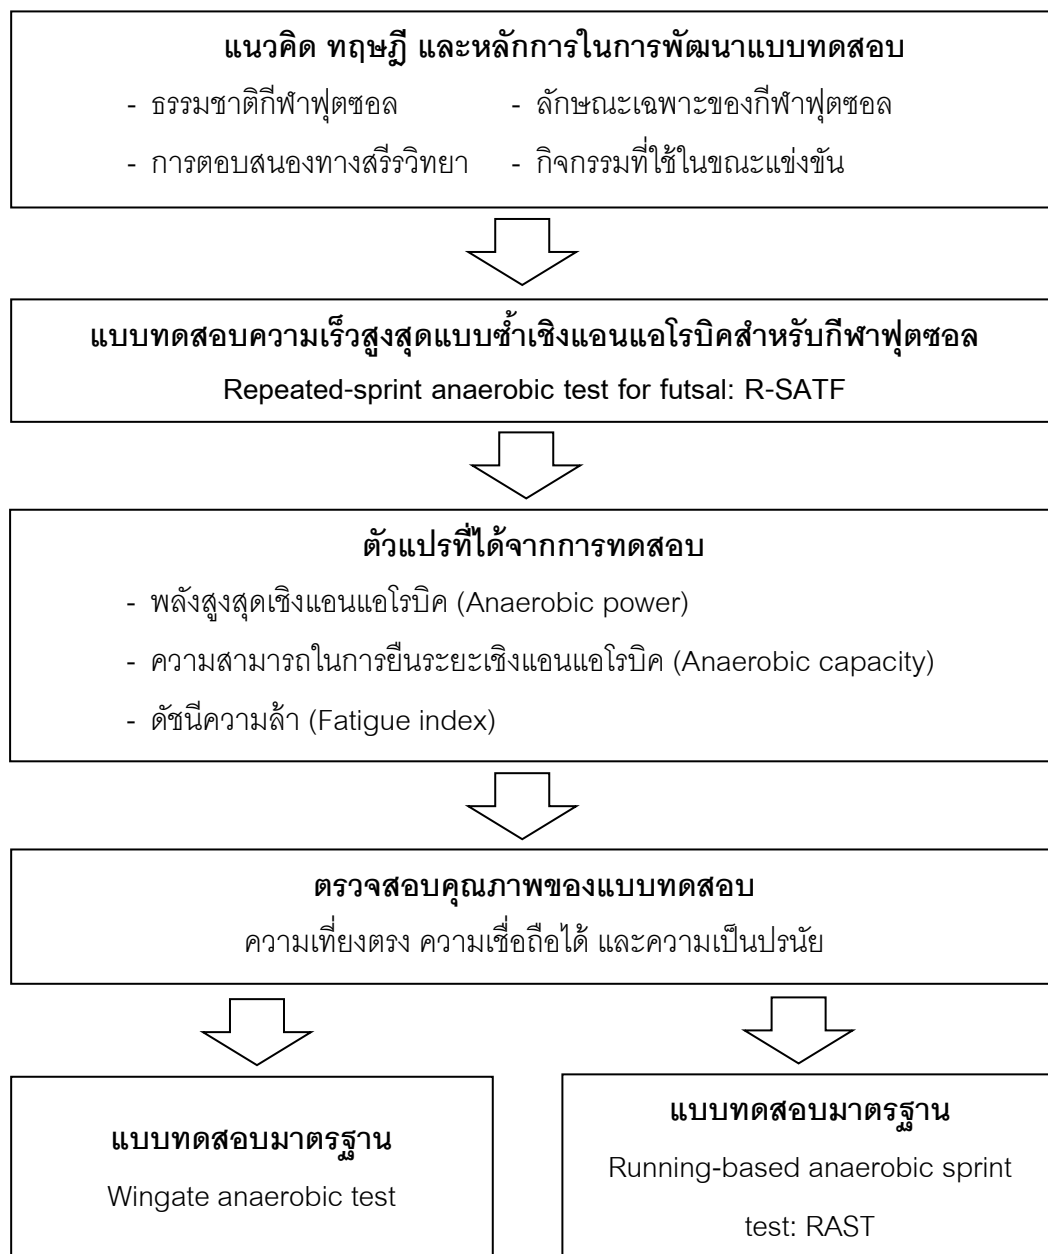 แนวคิด ทฤษฎี และหลักการในการพัฒนาแบบทดสอบ
- ธรรมชาติกีฬาฟุตซอล - ลักษณะเฉพาะของกีฬาฟุตซอล
- การตอบสนองทางสรีรวิทยา - กิจกรรมที่ใช้ในขณะแข่งขัน
แบบทดสอบความเร็วสูงสุดแบบซ้ำเชิงแอนแอโรบิคสำหรับกีฬาฟุตซอล
Repeated-sprint anaerobic test for futsal: R-SATF
ตัวแปรที่ได้จากการทดสอบ
- พลังสูงสุดเชิงแอนแอโรบิค (Anaerobic power)
- ความสามารถในการยืนระยะเชิงแอนแอโรบิค (Anaerobic capacity)
- ดัชนีความล้า (Fatigue index)
ตรวจสอบคุณภาพของแบบทดสอบ
ความเที่ยงตรง ความเชื่อถือได้ และความเป็นปรนัย
แบบทดสอบมาตรฐาน
Wingate anaerobic test
แบบทดสอบมาตรฐาน
Running-based anaerobic sprint
test: RAST